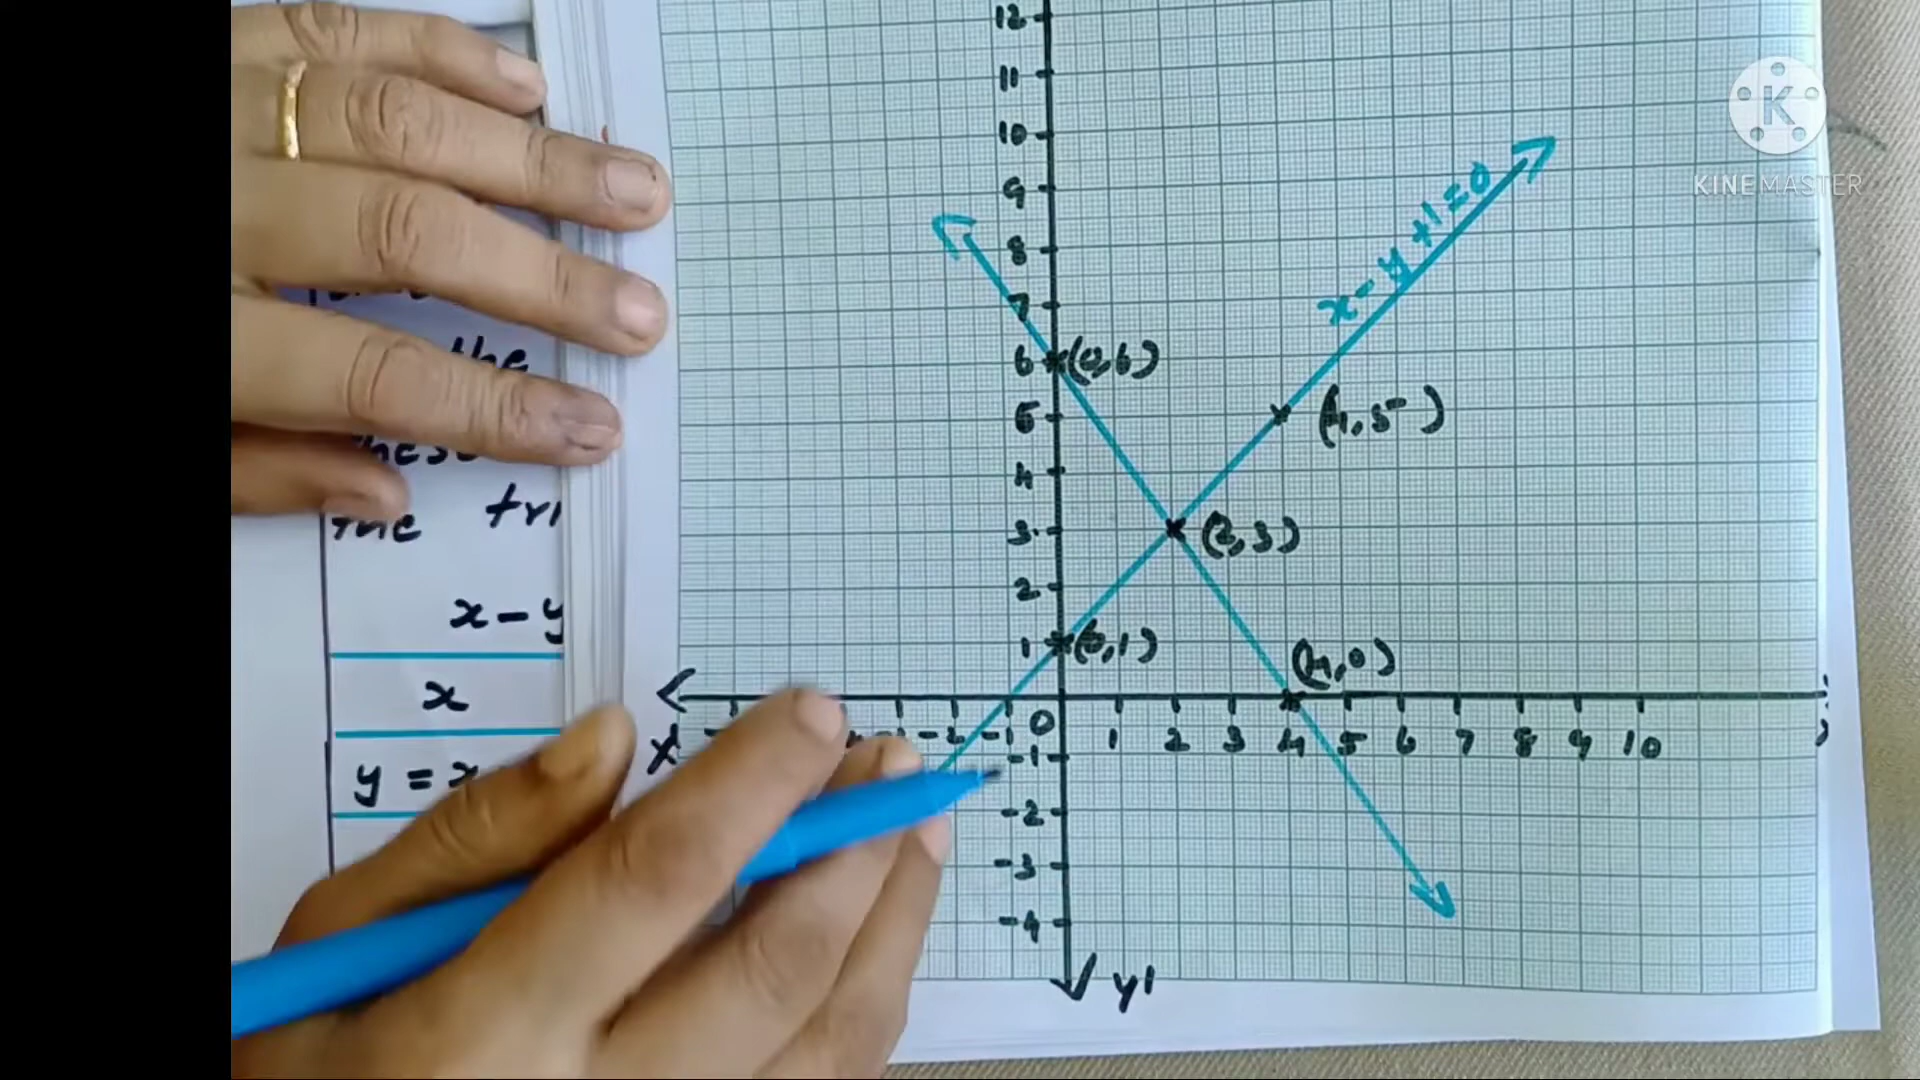 12
11
10
9
8
7
6
5
4
3
2
1
0
-1
-2
-3
-4
-2 -1 1 2 3 4 5 6 7 8 9 10
x - y + 1 = 0
(0,6)
(4,5)
(2,3)
(0,1)
(4,0)
y1
the
the tri
x - y
x
y = x
KINEMASTER